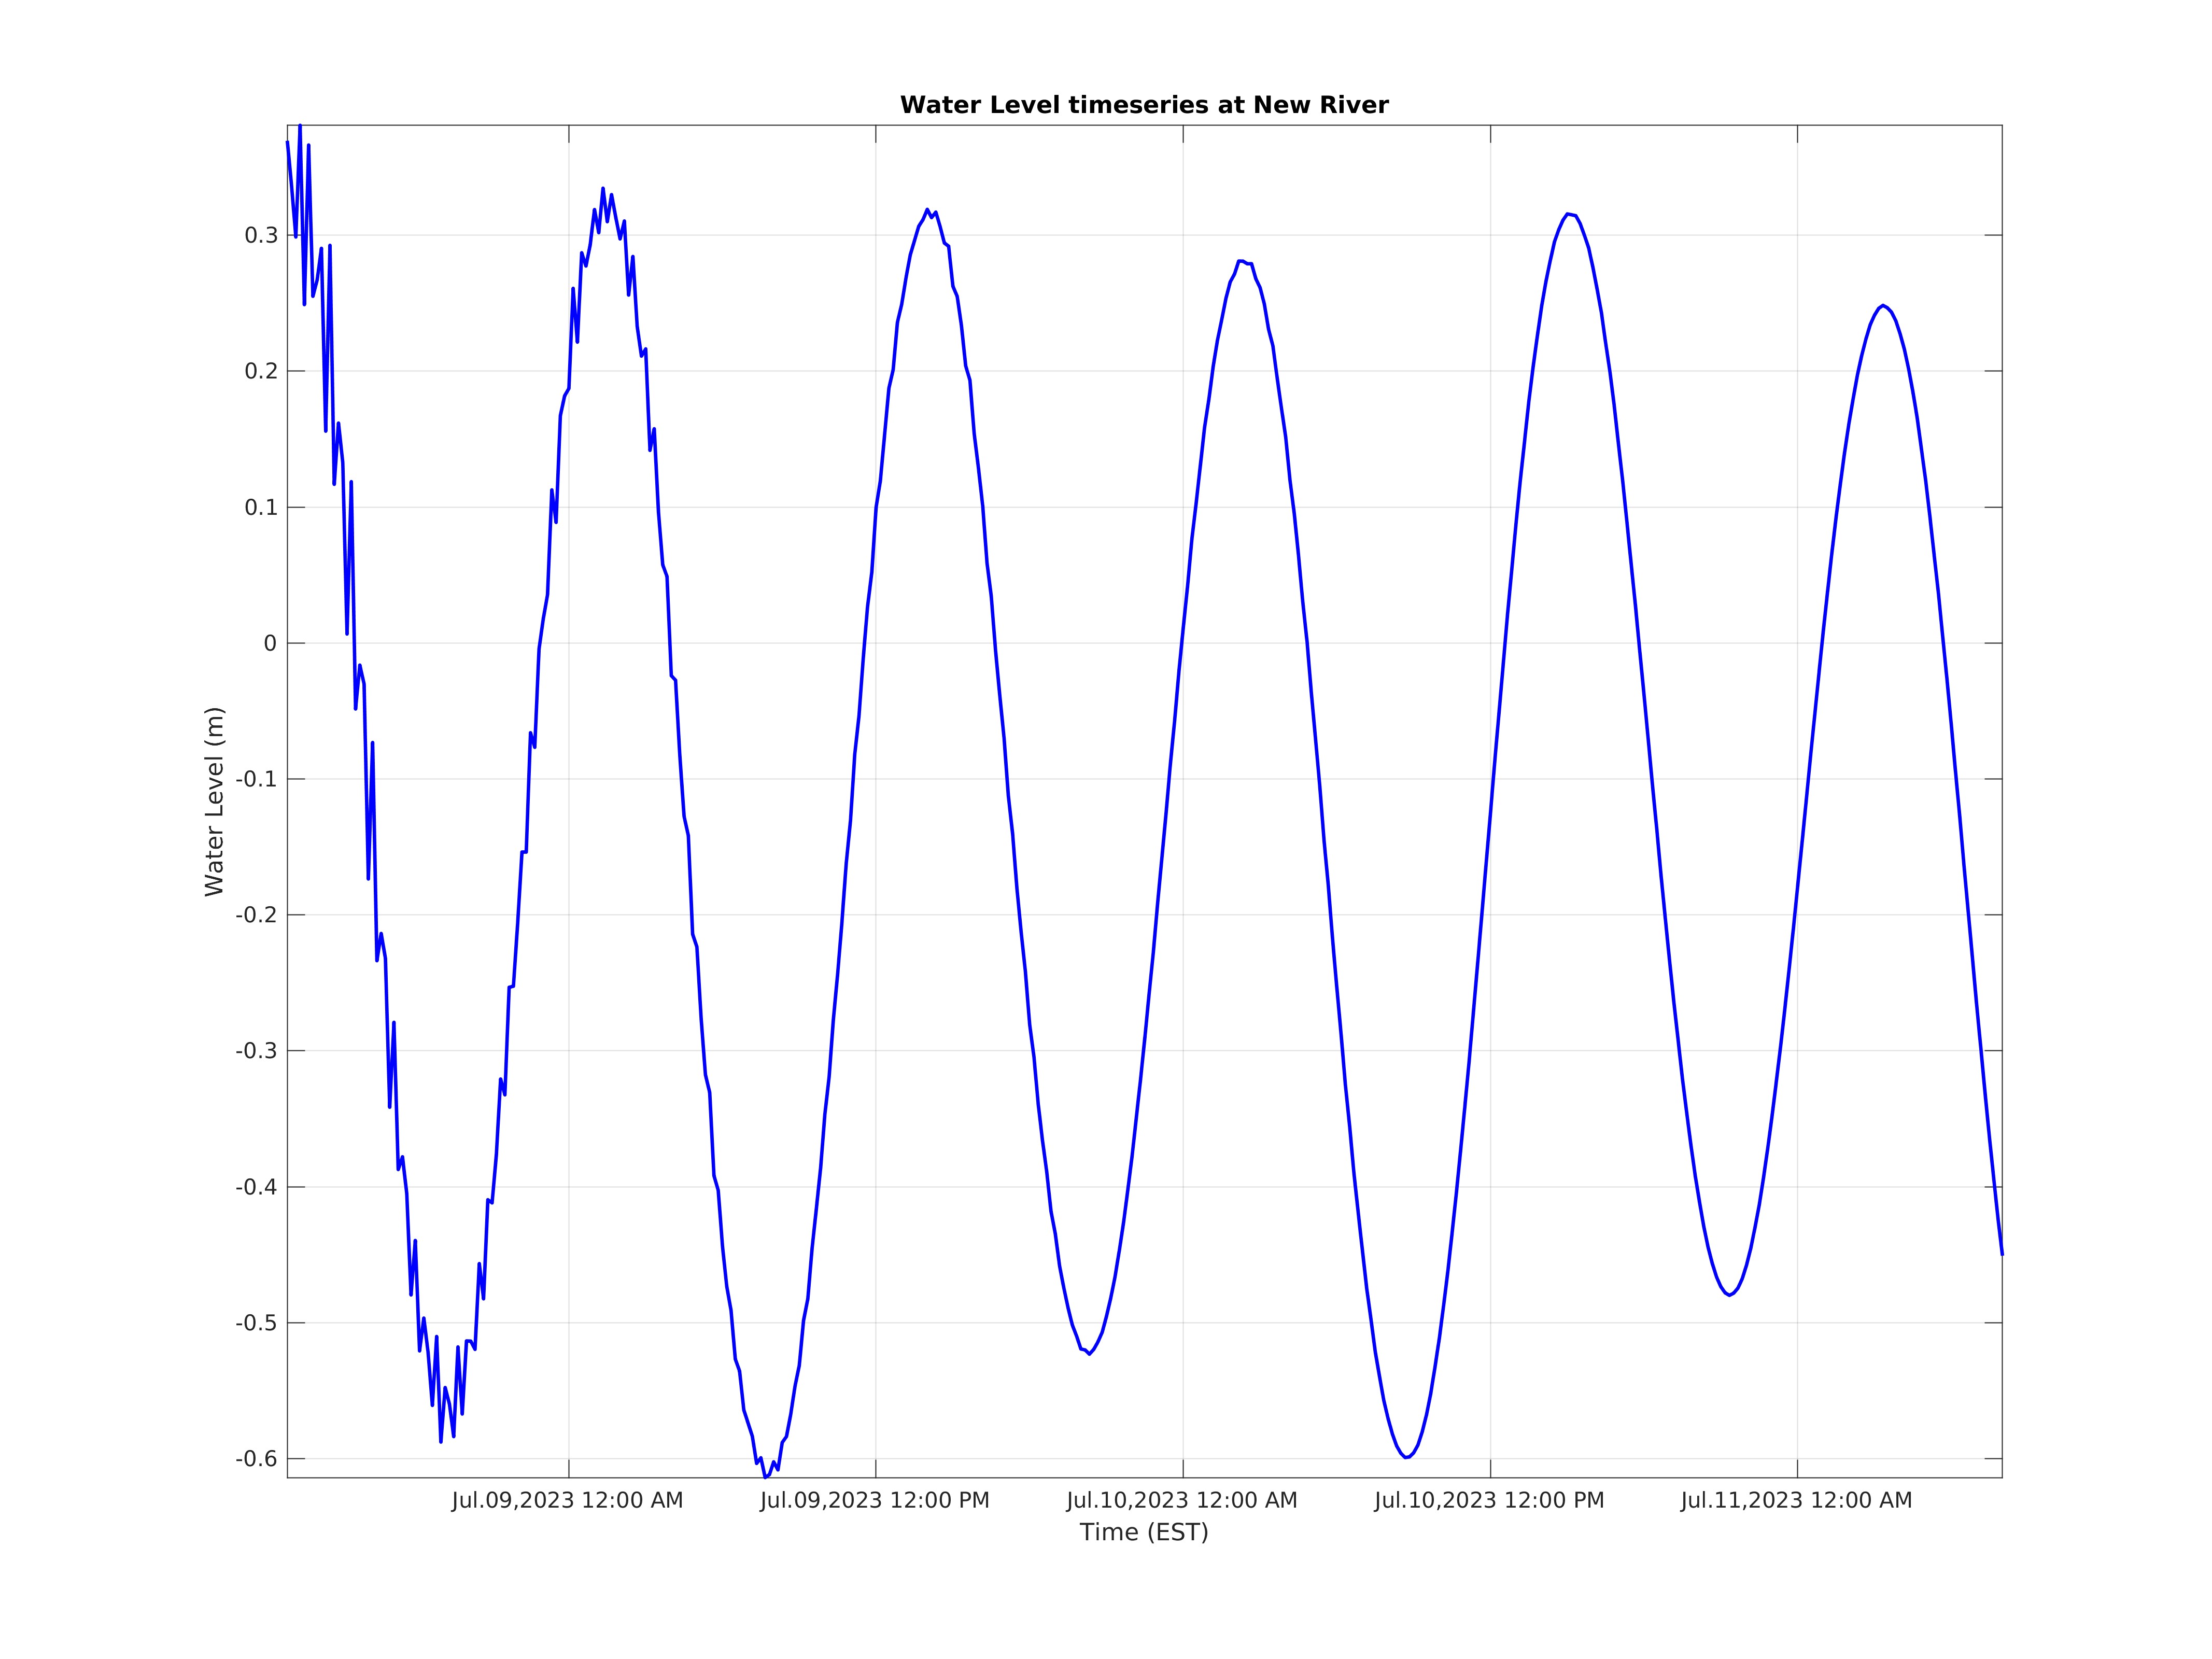 Water Level timeseries at New River
Water Level (m)
0.3
0.2
0.1
0
-0.1
-0.2
-0.3
-0.4
-0.5
-0.6
Jul.09,2023 12:00 AM
Jul.09,2023 12:00 PM
Jul.10,2023 12:00 AM
Jul.10,2023 12:00 PM
Jul.11,2023 12:00 AM
Time (EST)